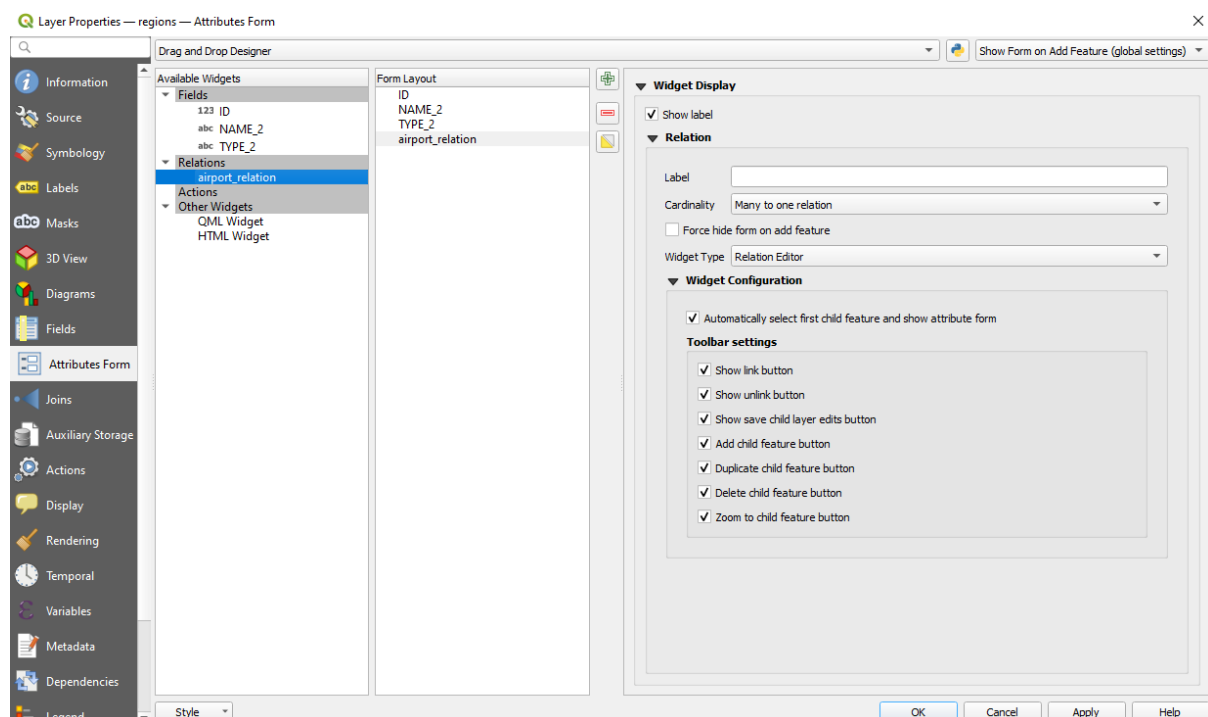 Layer Properties — regions — Attributes Form
Drag and Drop Designer
Show Form on Add Feature (global settings)
Information
Source
Symbology
abc Labels
abc Masks
3D View
Diagrams
Fields
Attributes Form
Joins
Auxiliary Storage
Actions
Display
Rendering
Temporal
Variables
Metadata
Dependencies
Legend
Available Widgets
Fields
123 ID
abc NAME_2
abc TYPE_2
Relations
airport_relation
Actions
Other Widgets
QML Widget
HTML Widget
Form Layout
ID
NAME_2
TYPE_2
airport_relation
Widget Display
Show label
Relation
Label
Cardinality Many to one relation
Force hide form on add feature
Widget Type Relation Editor
Widget Configuration
Automatically select first child feature and show attribute form
Toolbar settings
Show link button
Show unlink button
Show save child layer edits button
Add child feature button
Duplicate child feature button
Delete child feature button
Zoom to child feature button
Style
OK
Cancel
Apply
Help